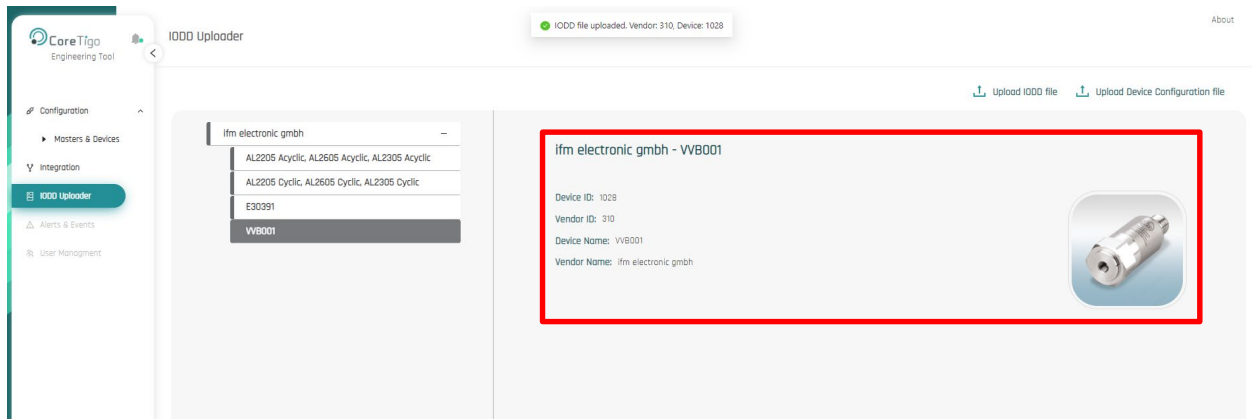 CoreTigo
Engineering Tool
IODD Uploader
IODD file uploaded. Vendor: 310, Device: 1028
About
Upload IODD file
Upload Device Configuration file
Configuration
Masters & Devices
Integration
IODD Uploader
Alerts & Events
User Managment
ifm electronic gmbh
AL2205 Acyclic, AL2605 Acyclic, AL2305 Acyclic
AL2205 Cyclic, AL2605 Cyclic, AL2305 Cyclic
E30391
VVB001
ifm electronic gmbh - VVB001
Device ID: 1028
Vendor ID: 310
Device Name: VVB001
Vendor Name: ifm electronic gmbh